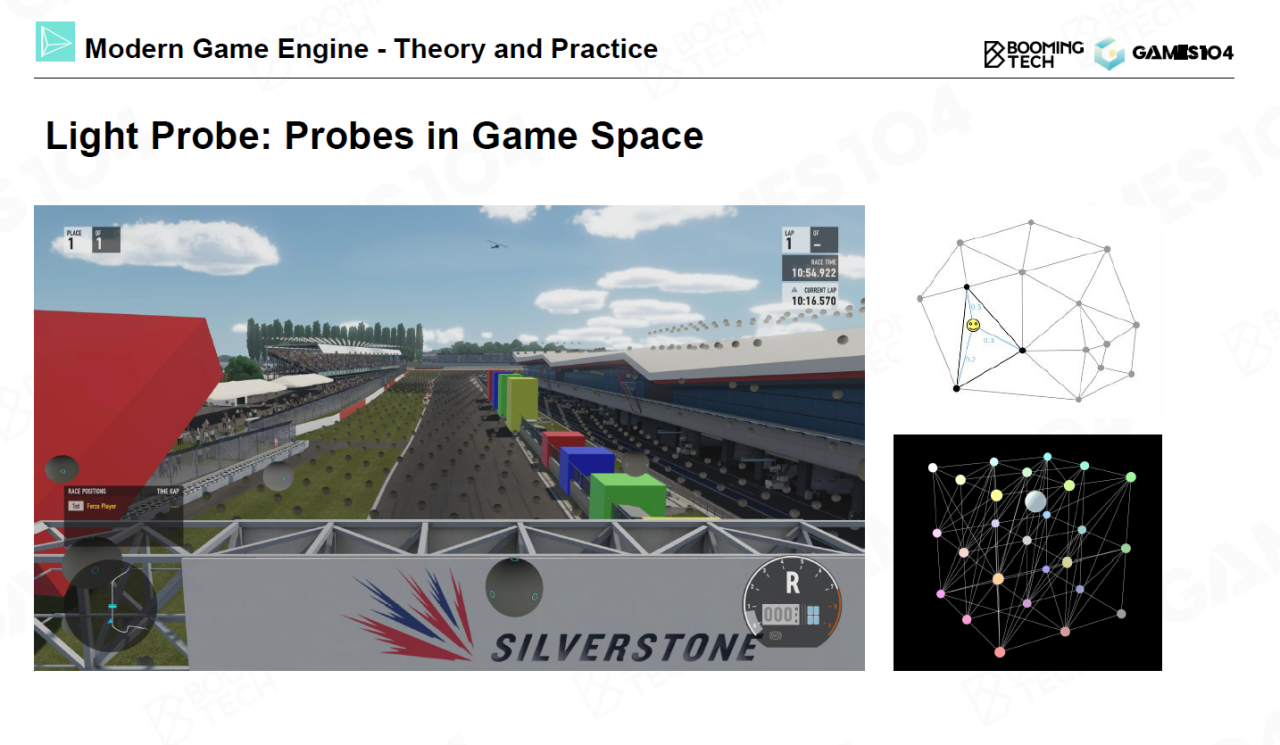 Modern Game Engine - Theory and Practice
BOOMING
TECH
GAMES104
Light Probe: Probes in Game Space
PLACE
OF
1
1
LAP
OF
1
–
RACE TIME
10:54.922
CURRENT LAP
10:16.570
RACE POSITIONS
TIME GAP
1st
Forza Player
R
SILVERSTONE
0.5
0.3
0.2